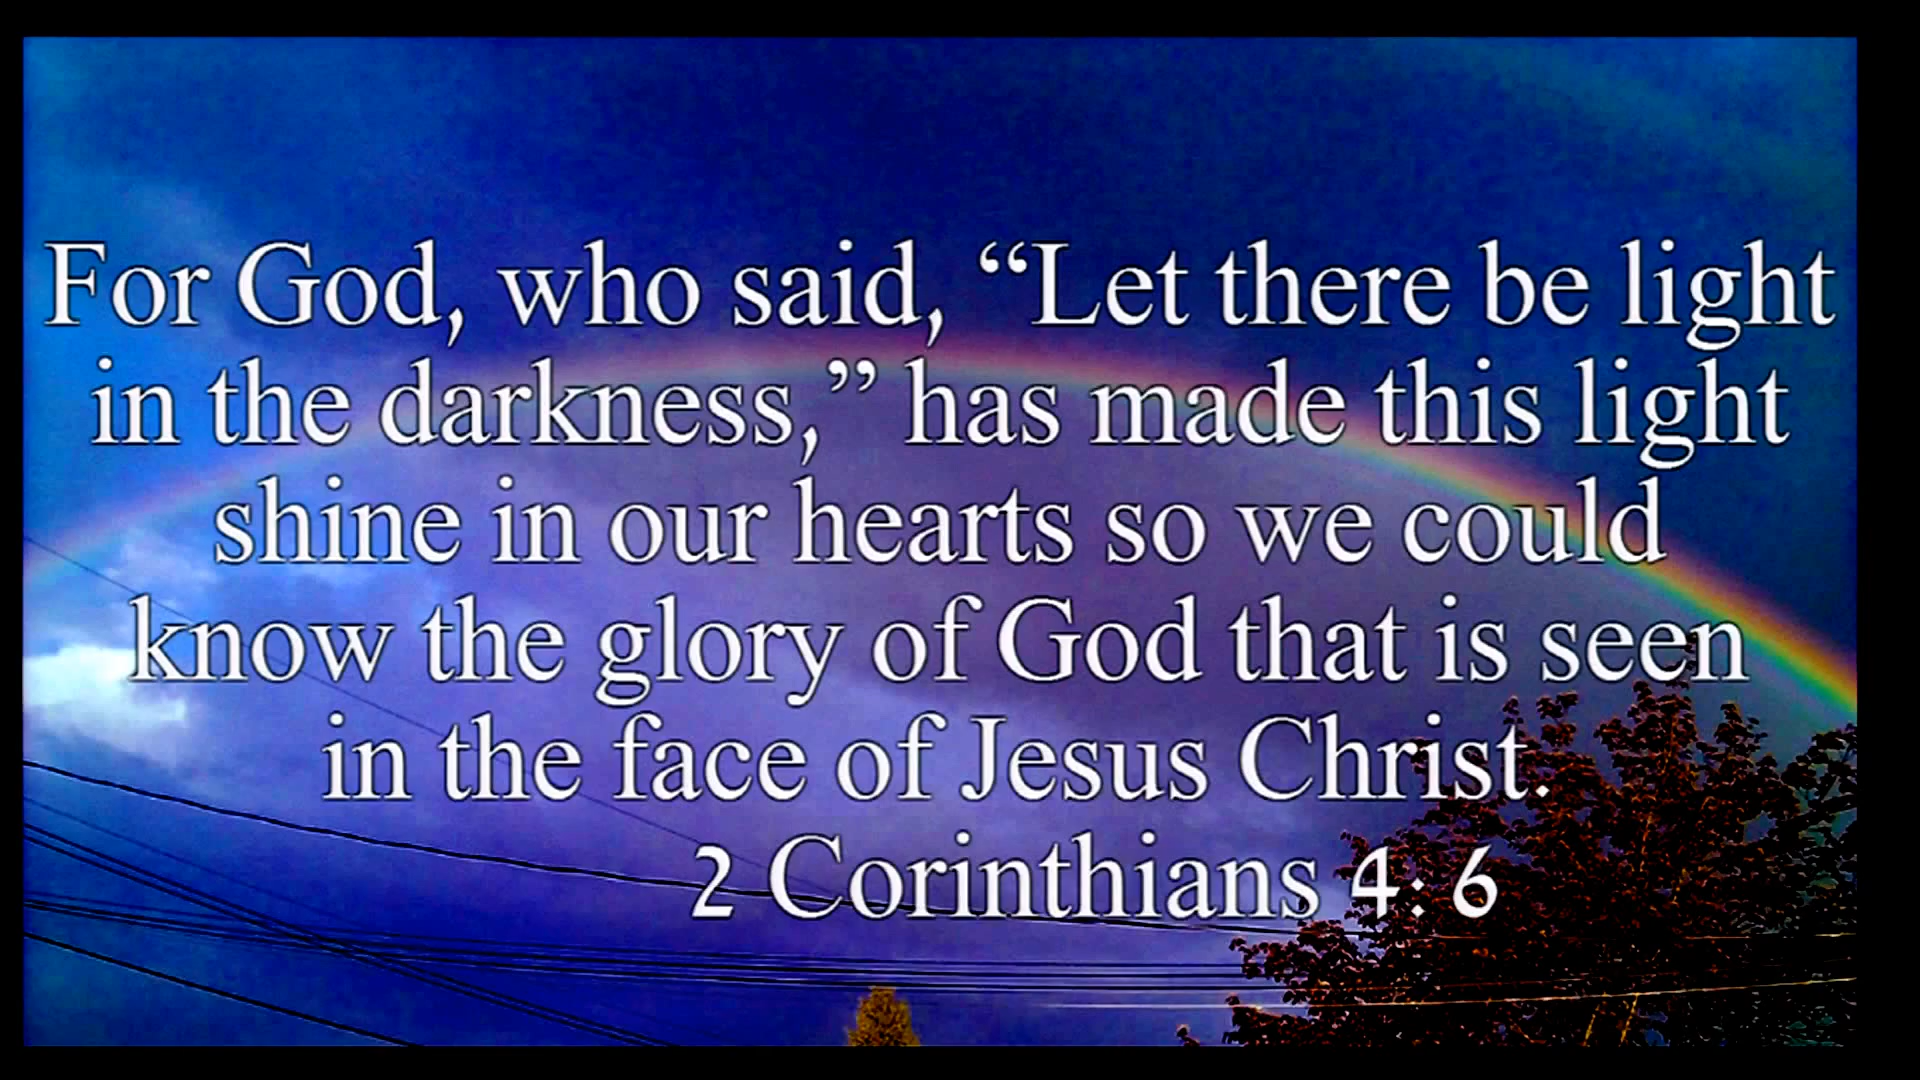 For God, who said, “Let there be light
in the darkness,” has made this light
shine in our hearts so we could
know the glory of God that is seen
in the face of Jesus Christ.
2 Corinthians 4:6